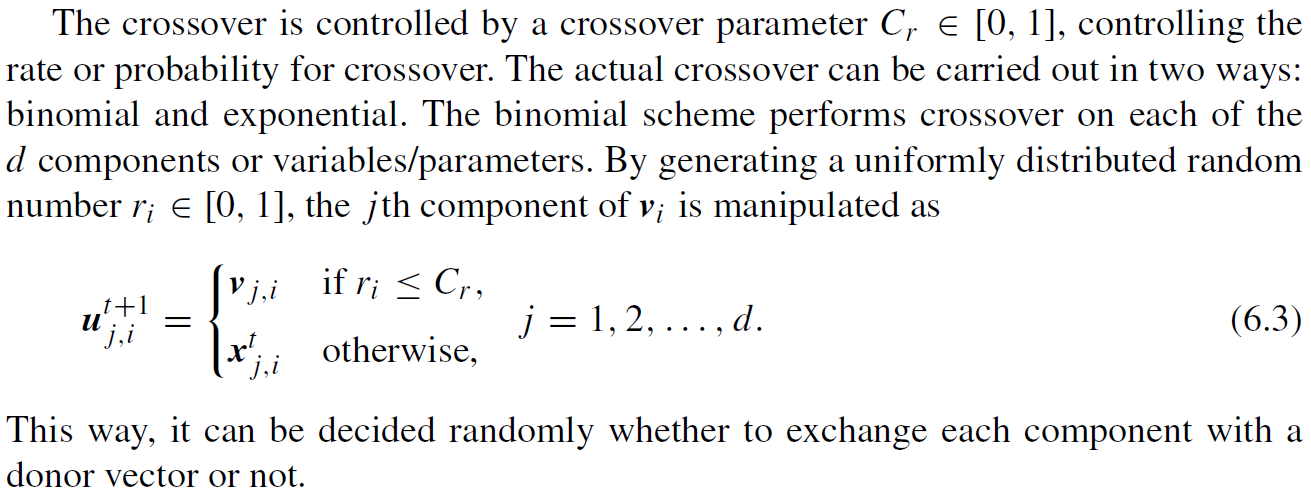 The crossover is controlled by a crossover parameter C_r ∈ [0, 1], controlling the
rate or probability for crossover. The actual crossover can be carried out in two ways:
binomial and exponential. The binomial scheme performs crossover on each of the
d components or variables/parameters. By generating a uniformly distributed random
number r_i ∈ [0, 1], the jth component of v_i is manipulated as
u_{j,i}^{t+1} = { v_{j,i} if r_i ≤ C_r, x_{j,i}^t otherwise, j = 1, 2, . . . , d. (6.3)
This way, it can be decided randomly whether to exchange each component with a
donor vector or not.